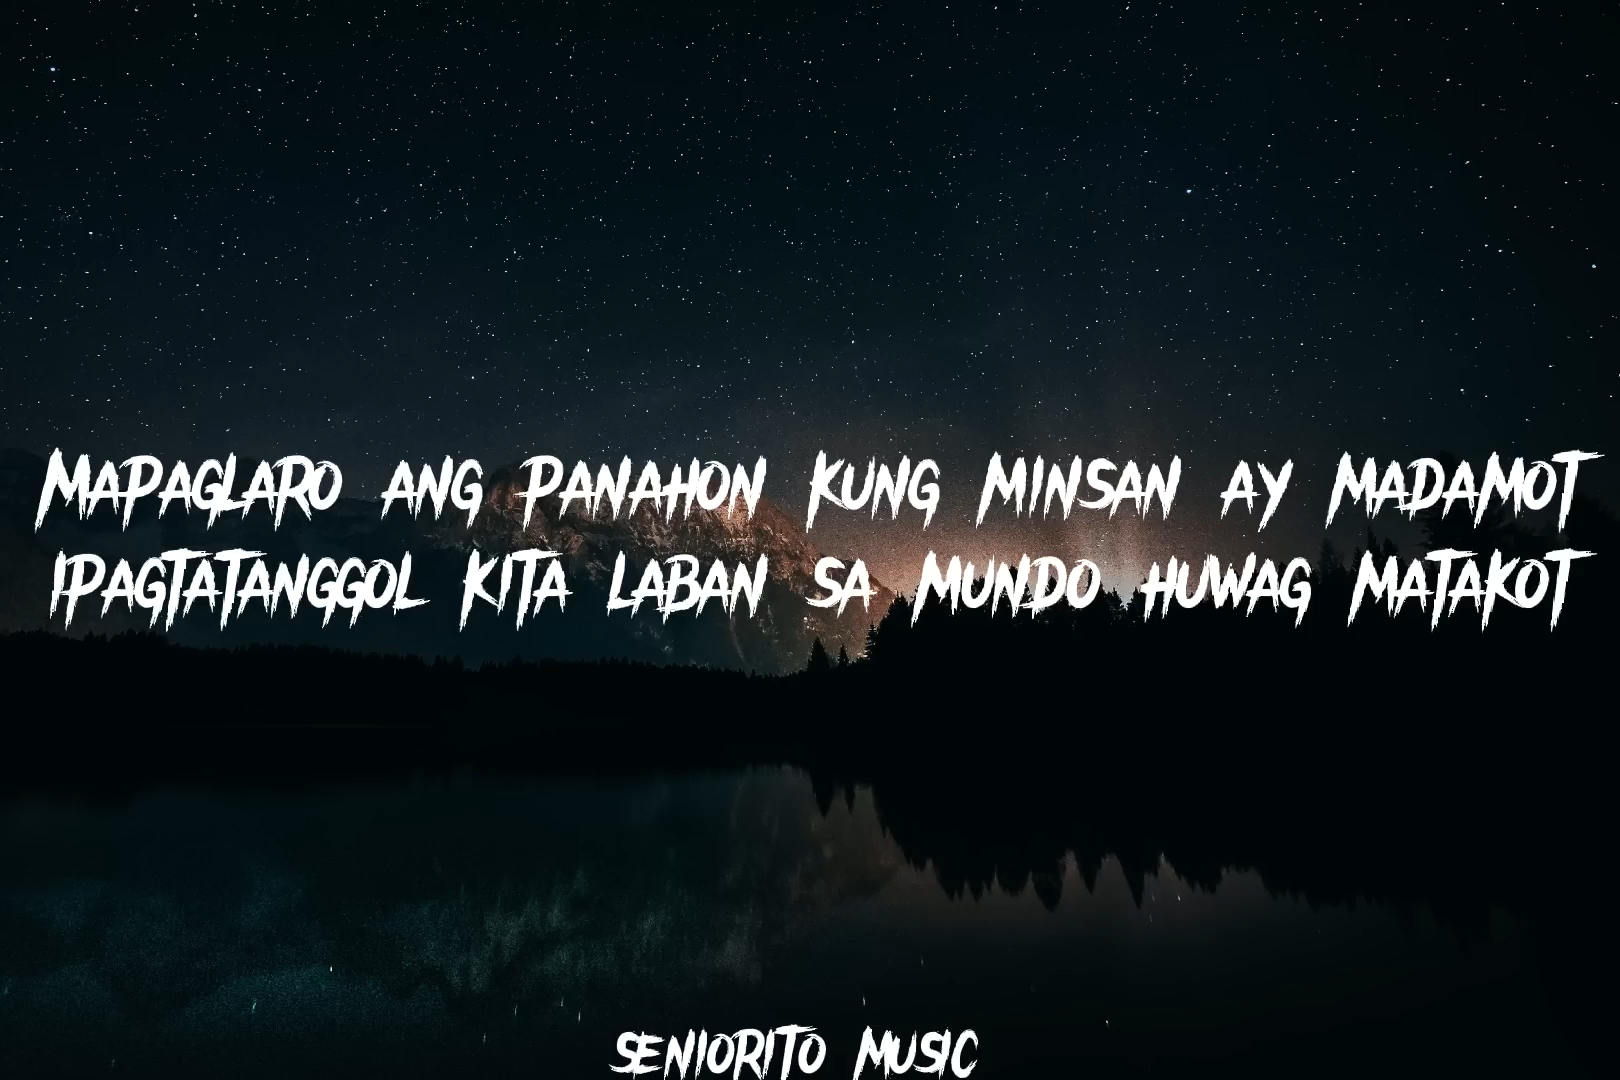 MAPAGLARO ANG PANAHON KUNG MINSAN AY MADAMOT
IPAGTATANGGOL KITA LABAN SA MUNDO HUWAG MATAKOT
SENIORITO MUSIC